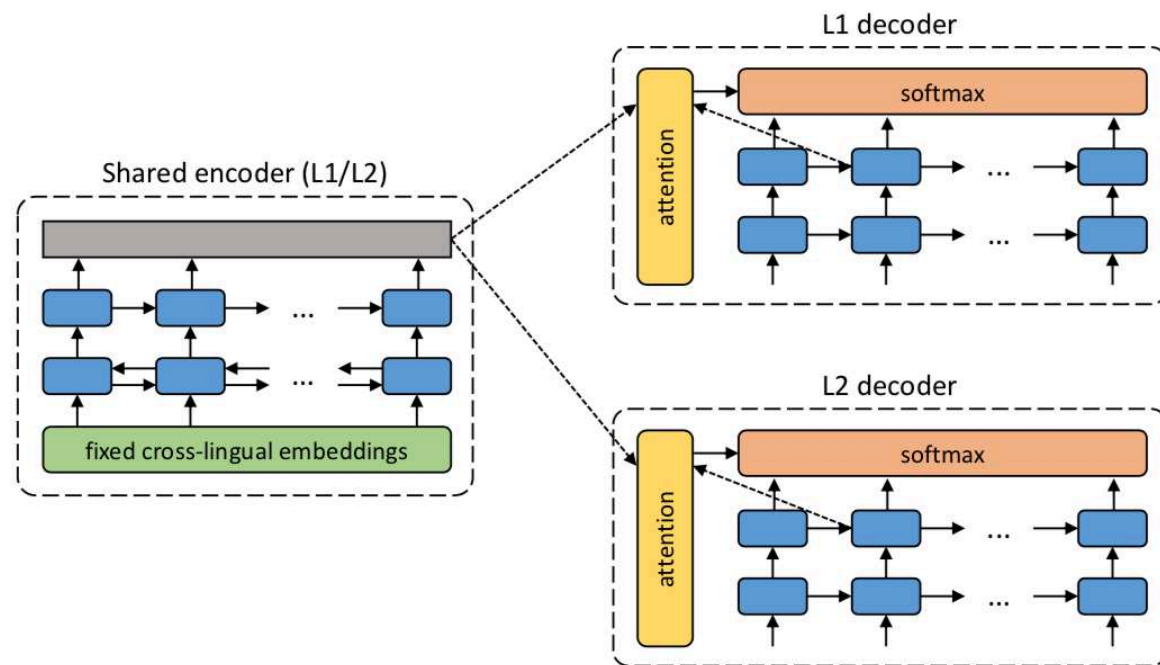 Shared encoder (L1/L2)
...
...
fixed cross-lingual embeddings
L1 decoder
attention
softmax
...
...
L2 decoder
attention
softmax
...
...